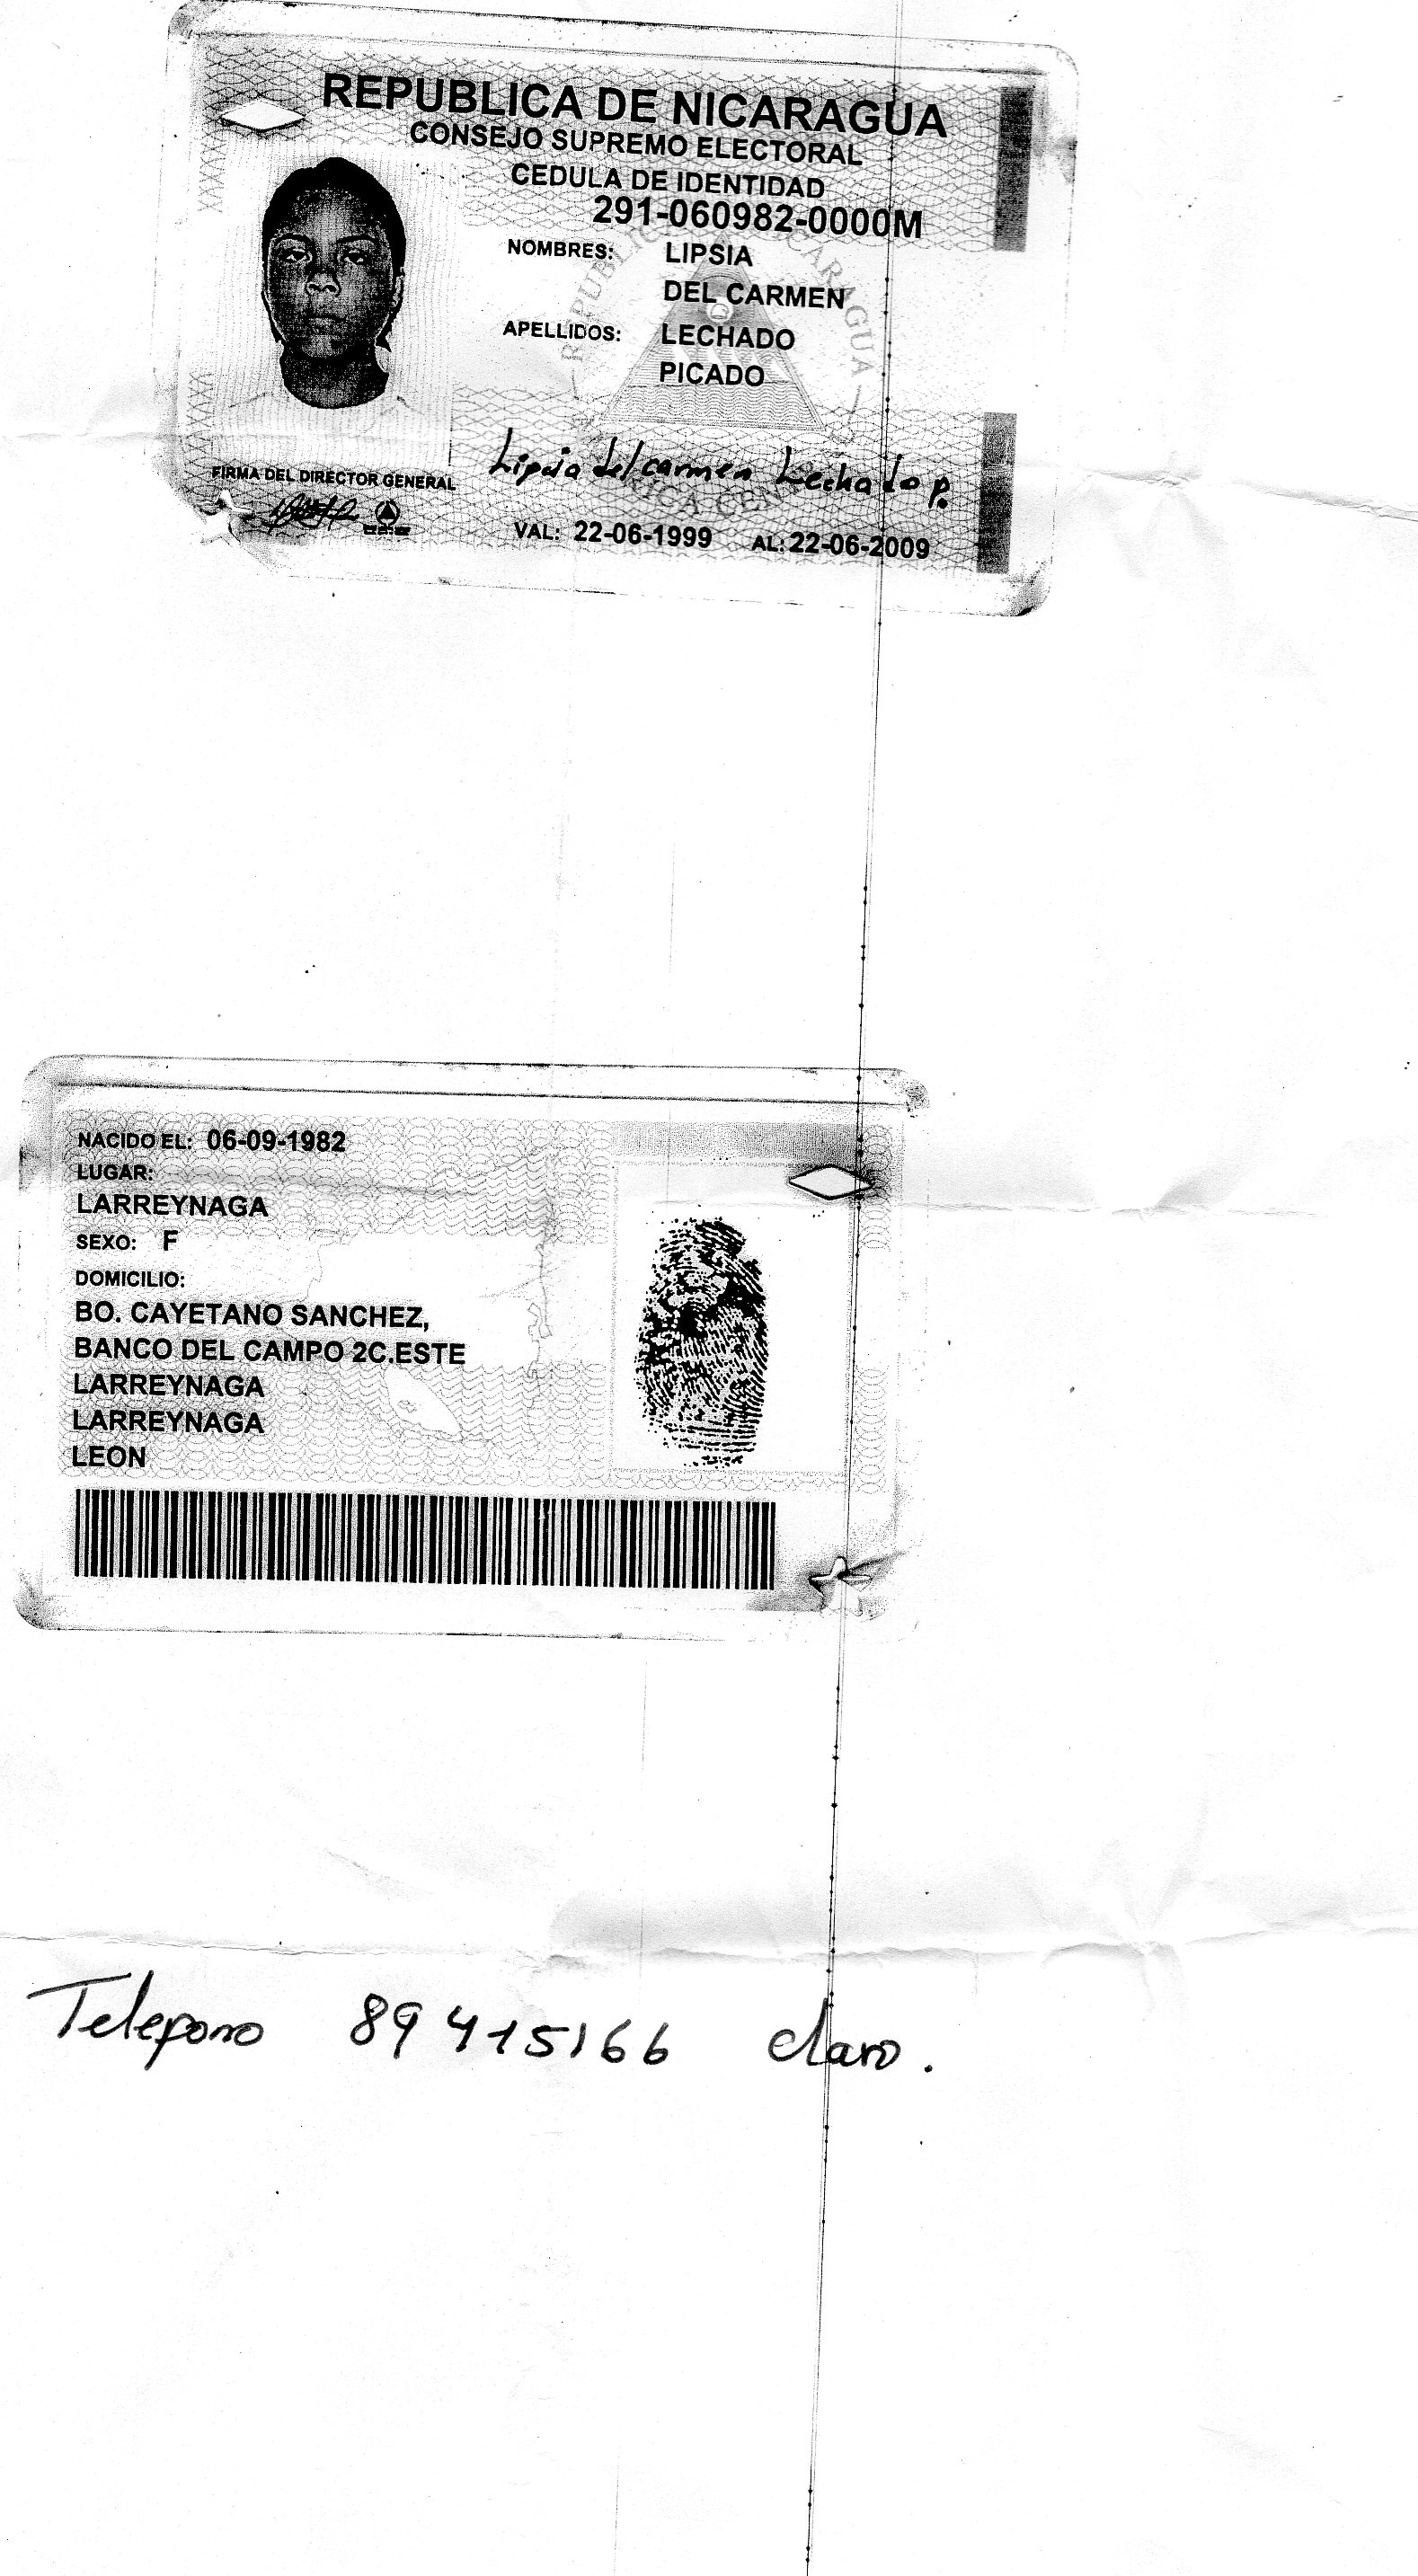 REPUBLICA DE NICARAGUA
CONSEJO SUPREMO ELECTORAL
CEDULA DE IDENTIDAD
291-060982-0000M
NOMBRES: LIPSIA
DEL CARMEN
APELLIDOS: LECHADO
PICADO
Lipsia del carmen Lechado p.
FIRMA DEL DIRECTOR GENERAL
VAL: 22-06-1999 AL: 22-06-2009
NACIDO EL: 06-09-1982
LUGAR:
LARREYNAGA
SEXO: F
DOMICILIO:
BO. CAYETANO SANCHEZ,
BANCO DEL CAMPO 2C.ESTE
LARREYNAGA
LARREYNAGA
LEON
Telefono 89415166 claro.